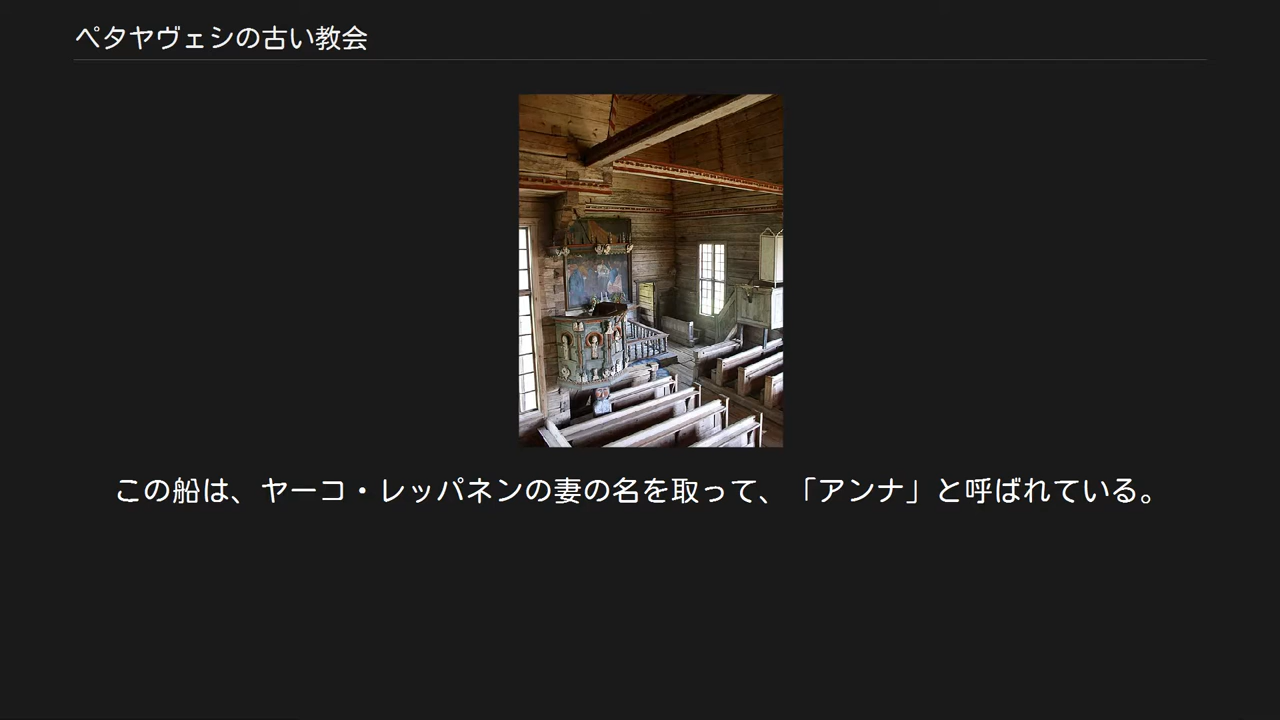 ペタヤヴェシの古い教会
この船は、ヤーコ・レッパネンの妻の名を取って、「アンナ」と呼ばれている。